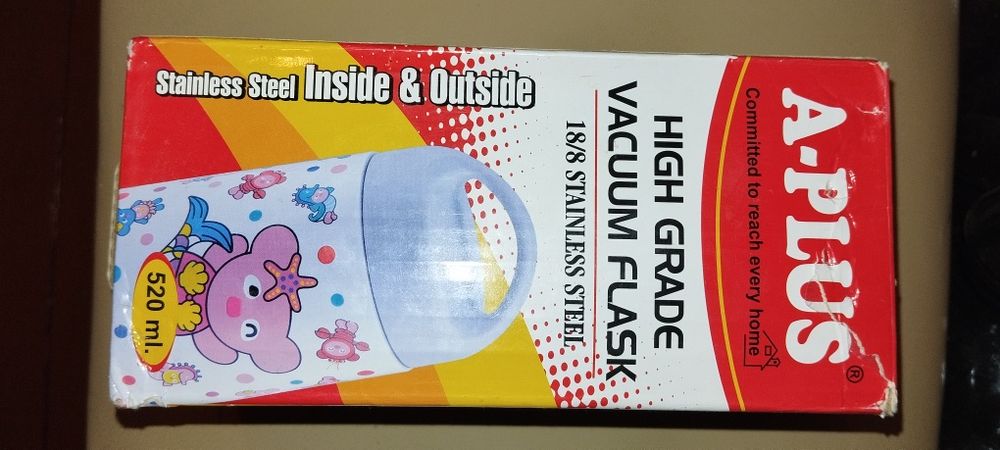 A-PLUS®
Committed to reach every home
HIGH GRADE
VACUUM FLASK
18/8 STAINLESS STEEL
Stainless Steel Inside & Outside
520 ml.